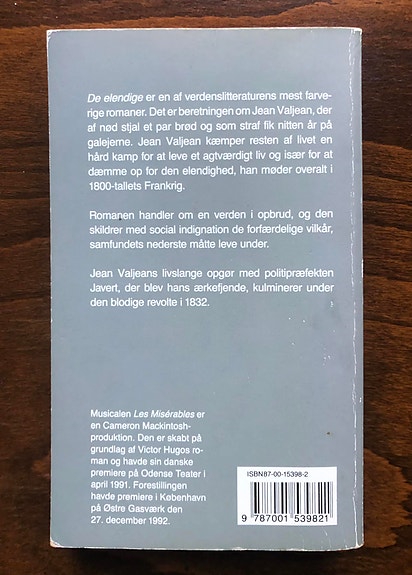 De elendige er en af verdenslitteraturens mest farve-
rige romaner. Det er beretningen om Jean Valjean, der
af nød stjal et par brød og som straf fik nitten år på
galejerne. Jean Valjean kæmper resten af livet en
hård kamp for at leve et agtværdigt liv og især for at
dæmme op for den elendighed, han møder overalt i
1800-tallets Frankrig.
Romanen handler om en verden i opbrud, og den
skildrer med social indignation de forfærdelige vilkår,
samfundets nederste måtte leve under.
Jean Valjeans livslange opgør med politipræfekten
Javert, der blev hans ærkefjende, kulminerer under
den blodige revolte i 1832.
Musicalen Les Misérables er
en Cameron Mackintosh-
produktion. Den er skabt på
grundlag af Victor Hugos ro-
man og havde sin danske
premiere på Odense Teater i
april 1991. Forestillingen
havde premiere i København
på Østre Gasværk den
27. december 1992.
ISBN87-00-15398-2
9 787001 539821